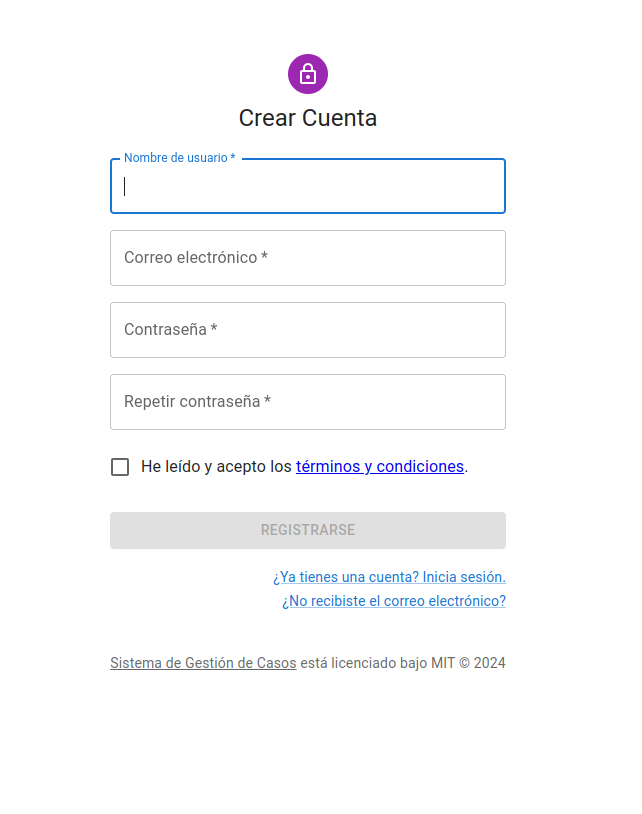 Crear Cuenta
Nombre de usuario *
Correo electrónico *
Contraseña *
Repetir contraseña *
He leído y acepto los términos y condiciones.
REGISTRARSE
¿Ya tienes una cuenta? Inicia sesión.
¿No recibiste el correo electrónico?
Sistema de Gestión de Casos está licenciado bajo MIT © 2024